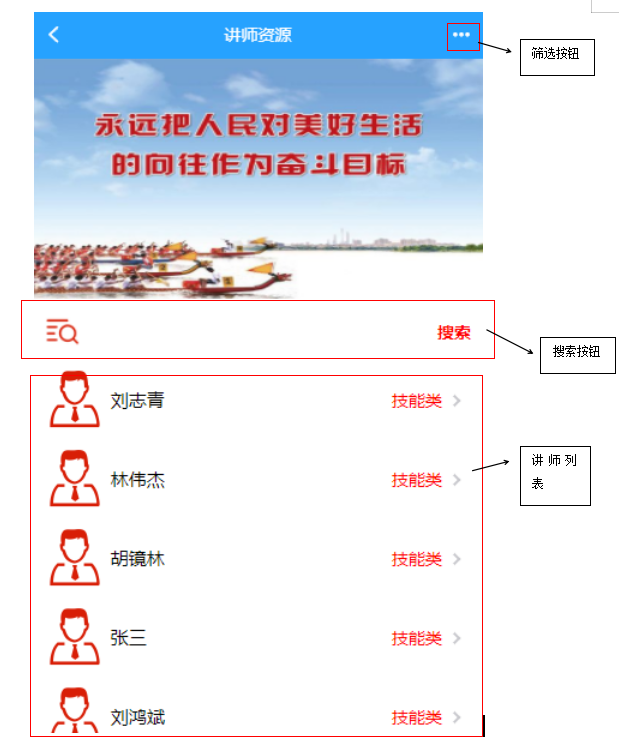 讲师资源
筛选按钮
永远把人民对美好生活
的向往作为奋斗目标
搜索
搜索按钮
刘志青 技能类
林伟杰 技能类
讲师列
表
胡镜林 技能类
张三 技能类
刘鸿斌 技能类